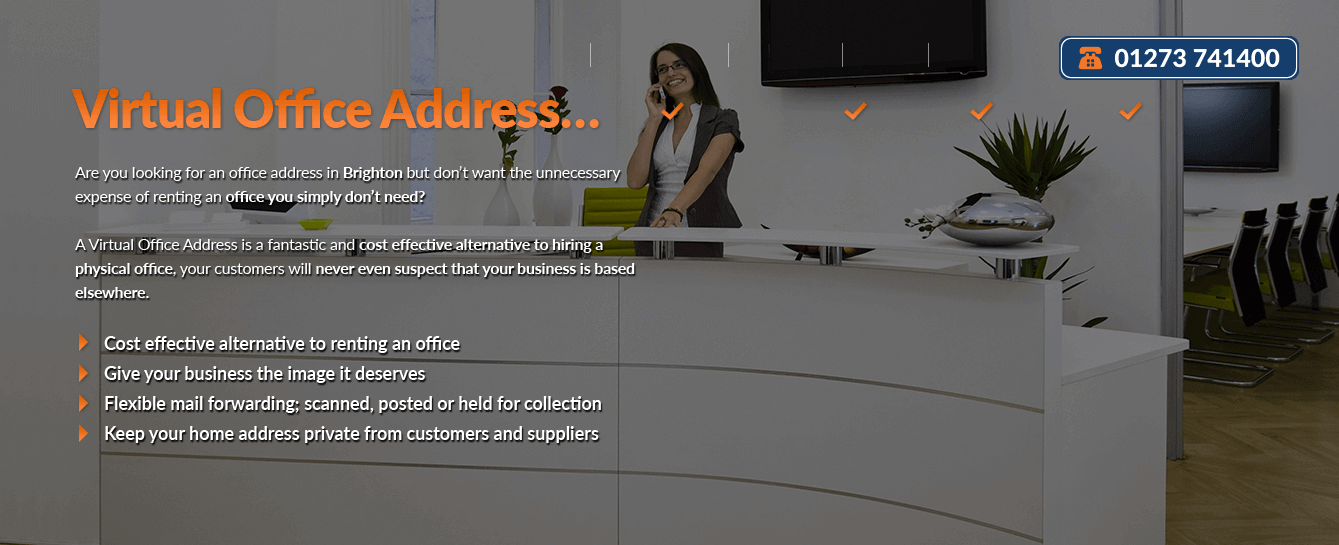 01273 741400
Virtual Office Address...
Are you looking for an office address in Brighton but don't want the unnecessary
expense of renting an office you simply don't need?
A Virtual Office Address is a fantastic and cost effective alternative to hiring a
physical office, your customers will never even suspect that your business is based
elsewhere.
Cost effective alternative to renting an office
Give your business the image it deserves
Flexible mail forwarding; scanned, posted or held for collection
Keep your home address private from customers and suppliers